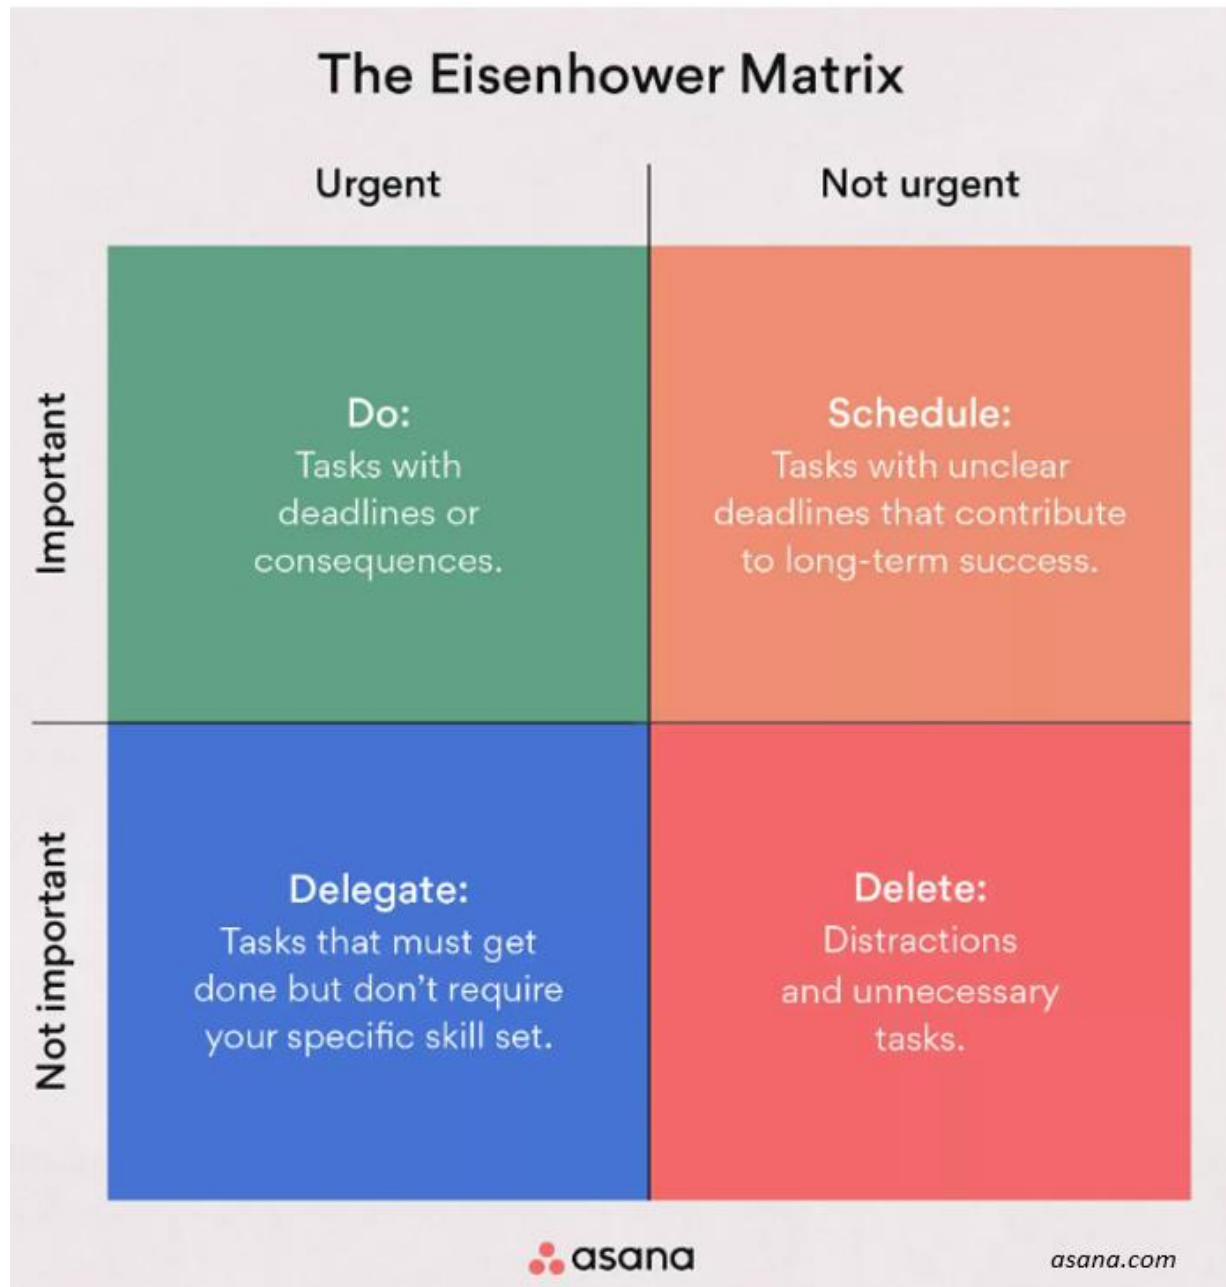 The Eisenhower Matrix
Urgent
Not urgent
Important
Do:
Tasks with
deadlines or
consequences.
Schedule:
Tasks with unclear
deadlines that contribute
to long-term success.
Not important
Delegate:
Tasks that must get
done but don’t require
your specific skill set.
Delete:
Distractions
and unnecessary
tasks.
asana
asana.com